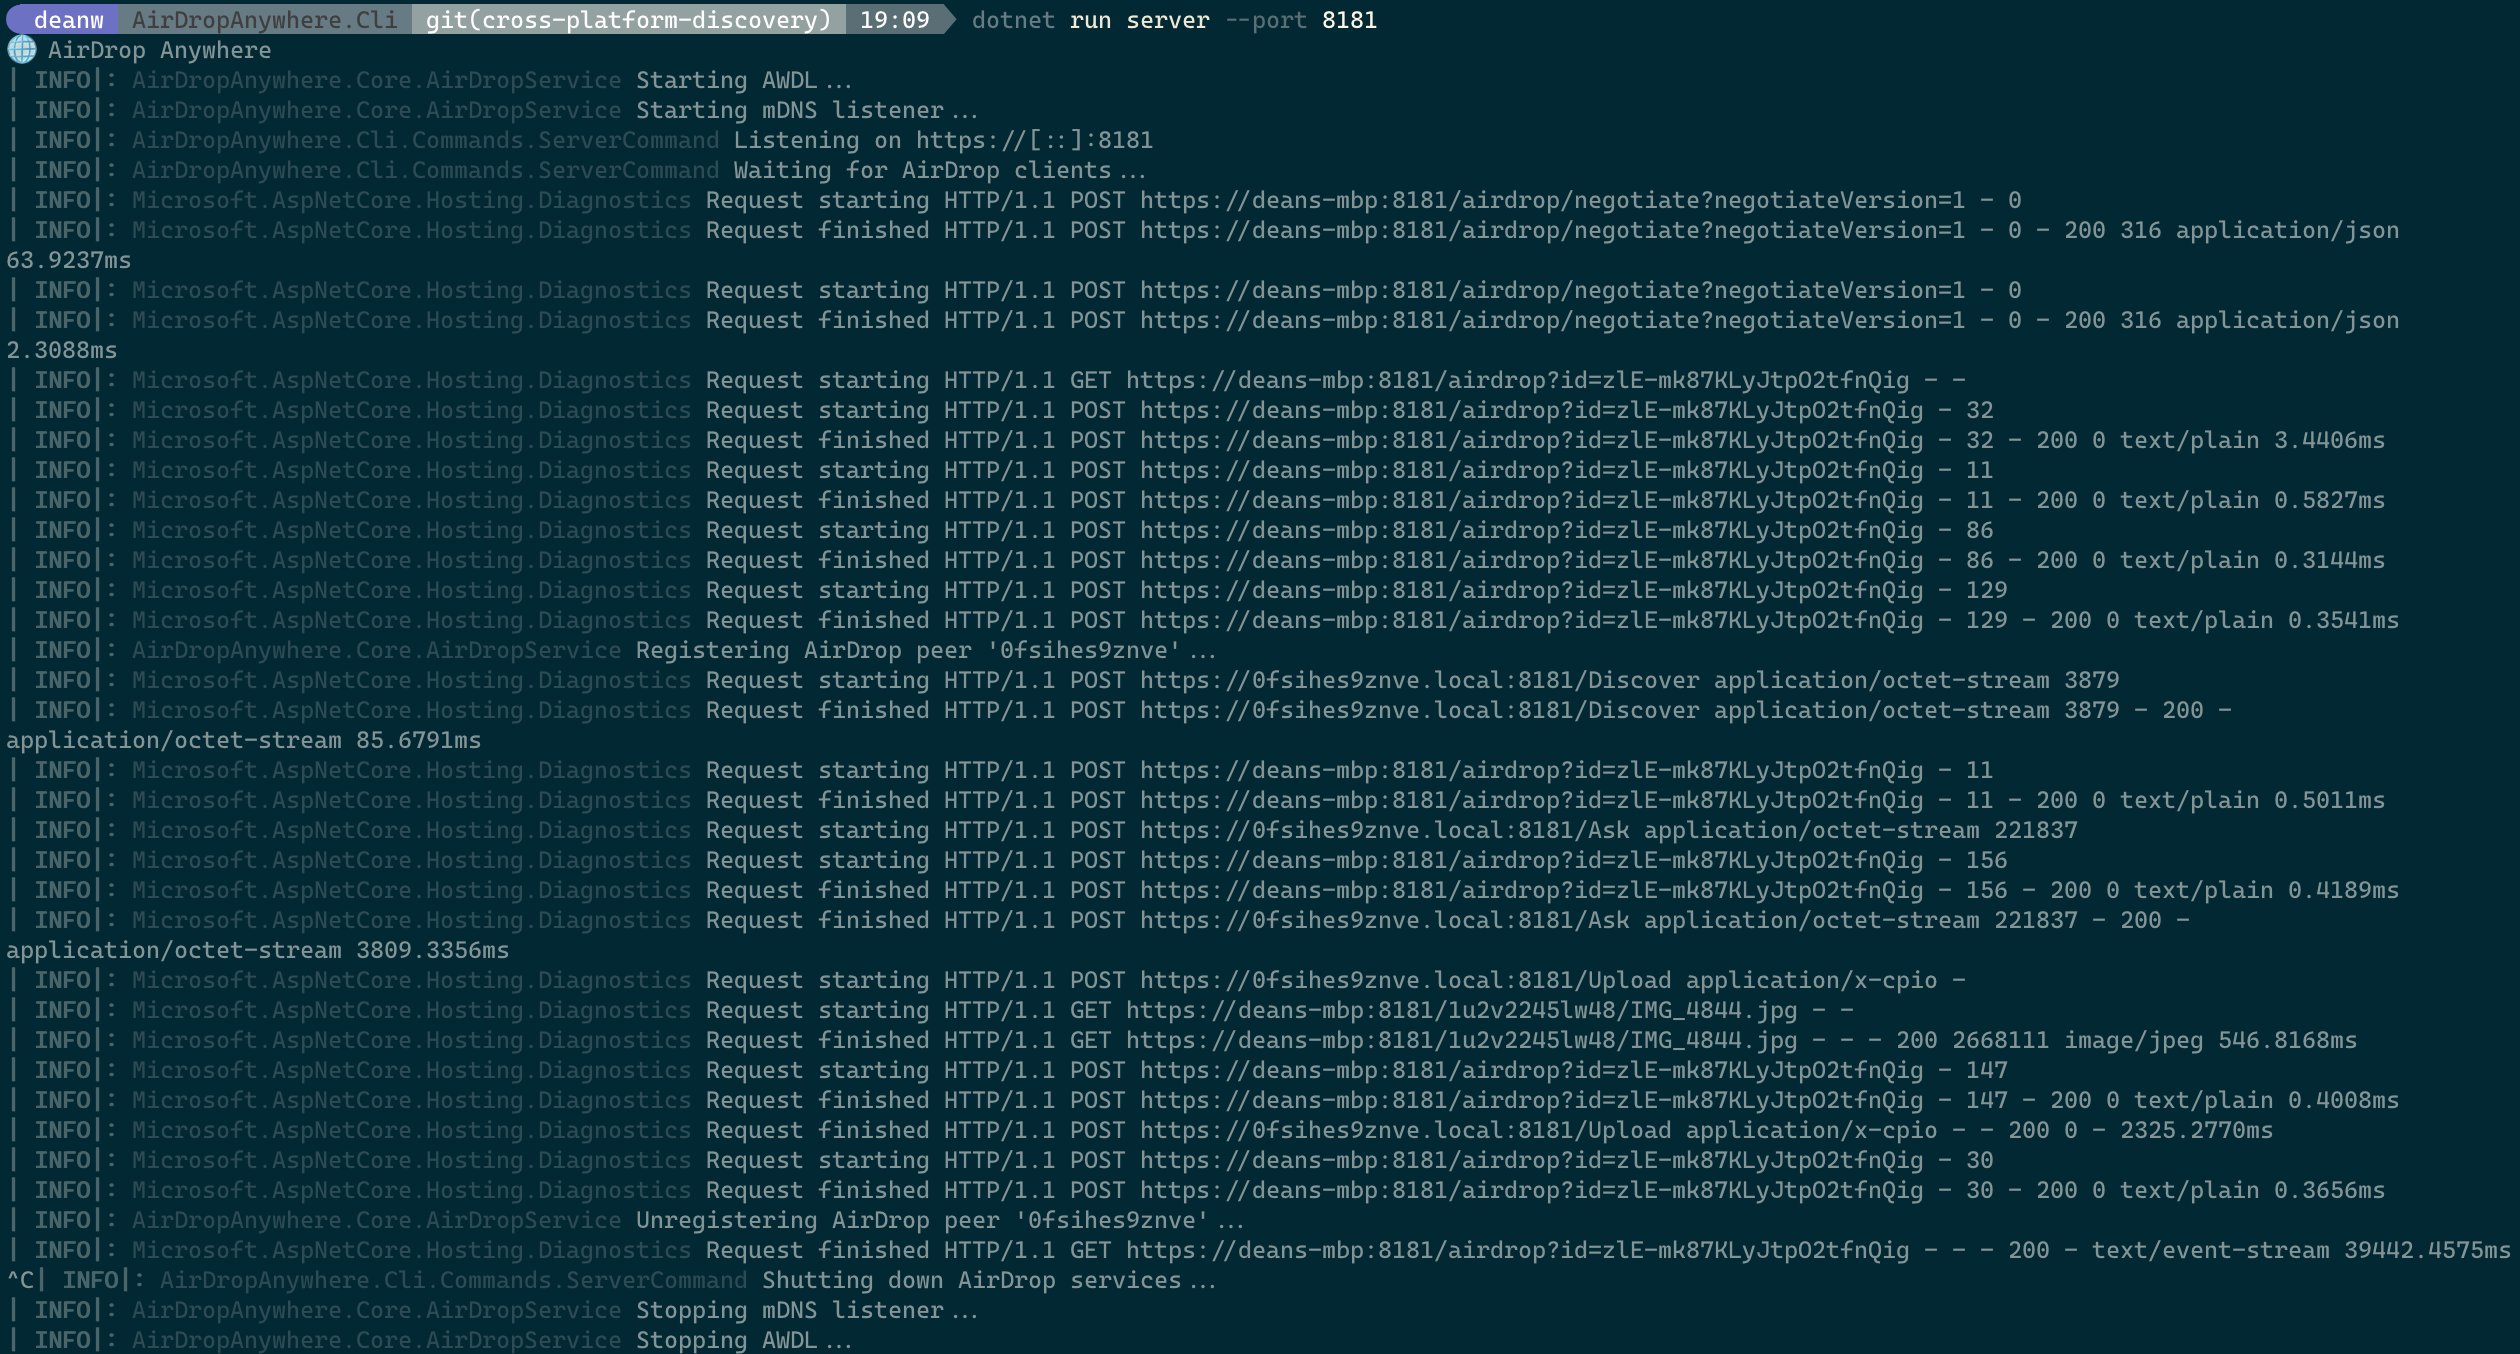 deanw AirDropAnywhere.Cli git(cross-platform-discovery) 19:09 dotnet run server --port 8181
🌐 AirDrop Anywhere
| INFO|: AirDropAnywhere.Core.AirDropService Starting AWDL...
| INFO|: AirDropAnywhere.Core.AirDropService Starting mDNS listener...
| INFO|: AirDropAnywhere.Cli.Commands.ServerCommand Listening on https://[::]:8181
| INFO|: AirDropAnywhere.Cli.Commands.ServerCommand Waiting for AirDrop clients...
| INFO|: Microsoft.AspNetCore.Hosting.Diagnostics Request starting HTTP/1.1 POST https://deans-mbp:8181/airdrop/negotiate?negotiateVersion=1 - 0
| INFO|: Microsoft.AspNetCore.Hosting.Diagnostics Request finished HTTP/1.1 POST https://deans-mbp:8181/airdrop/negotiate?negotiateVersion=1 - 0 - 200 316 application/json
63.9237ms
| INFO|: Microsoft.AspNetCore.Hosting.Diagnostics Request starting HTTP/1.1 POST https://deans-mbp:8181/airdrop/negotiate?negotiateVersion=1 - 0
| INFO|: Microsoft.AspNetCore.Hosting.Diagnostics Request finished HTTP/1.1 POST https://deans-mbp:8181/airdrop/negotiate?negotiateVersion=1 - 0 - 200 316 application/json
2.3088ms
| INFO|: Microsoft.AspNetCore.Hosting.Diagnostics Request starting HTTP/1.1 GET https://deans-mbp:8181/airdrop?id=zlE-mk87KLyJtpO2tfnQig - -
| INFO|: Microsoft.AspNetCore.Hosting.Diagnostics Request starting HTTP/1.1 POST https://deans-mbp:8181/airdrop?id=zlE-mk87KLyJtpO2tfnQig - 32
| INFO|: Microsoft.AspNetCore.Hosting.Diagnostics Request finished HTTP/1.1 POST https://deans-mbp:8181/airdrop?id=zlE-mk87KLyJtpO2tfnQig - 32 - 200 0 text/plain 3.4406ms
| INFO|: Microsoft.AspNetCore.Hosting.Diagnostics Request starting HTTP/1.1 POST https://deans-mbp:8181/airdrop?id=zlE-mk87KLyJtpO2tfnQig - 11
| INFO|: Microsoft.AspNetCore.Hosting.Diagnostics Request finished HTTP/1.1 POST https://deans-mbp:8181/airdrop?id=zlE-mk87KLyJtpO2tfnQig - 11 - 200 0 text/plain 0.5827ms
| INFO|: Microsoft.AspNetCore.Hosting.Diagnostics Request starting HTTP/1.1 POST https://deans-mbp:8181/airdrop?id=zlE-mk87KLyJtpO2tfnQig - 86
| INFO|: Microsoft.AspNetCore.Hosting.Diagnostics Request finished HTTP/1.1 POST https://deans-mbp:8181/airdrop?id=zlE-mk87KLyJtpO2tfnQig - 86 - 200 0 text/plain 0.3144ms
| INFO|: Microsoft.AspNetCore.Hosting.Diagnostics Request starting HTTP/1.1 POST https://deans-mbp:8181/airdrop?id=zlE-mk87KLyJtpO2tfnQig - 129
| INFO|: Microsoft.AspNetCore.Hosting.Diagnostics Request finished HTTP/1.1 POST https://deans-mbp:8181/airdrop?id=zlE-mk87KLyJtpO2tfnQig - 129 - 200 0 text/plain 0.3541ms
| INFO|: AirDropAnywhere.Core.AirDropService Registering AirDrop peer '0fsihes9znve'...
| INFO|: Microsoft.AspNetCore.Hosting.Diagnostics Request starting HTTP/1.1 POST https://0fsihes9znve.local:8181/Discover application/octet-stream 3879
| INFO|: Microsoft.AspNetCore.Hosting.Diagnostics Request finished HTTP/1.1 POST https://0fsihes9znve.local:8181/Discover application/octet-stream 3879 - 200 -
application/octet-stream 85.6791ms
| INFO|: Microsoft.AspNetCore.Hosting.Diagnostics Request starting HTTP/1.1 POST https://deans-mbp:8181/airdrop?id=zlE-mk87KLyJtpO2tfnQig - 11
| INFO|: Microsoft.AspNetCore.Hosting.Diagnostics Request finished HTTP/1.1 POST https://deans-mbp:8181/airdrop?id=zlE-mk87KLyJtpO2tfnQig - 11 - 200 0 text/plain 0.5011ms
| INFO|: Microsoft.AspNetCore.Hosting.Diagnostics Request starting HTTP/1.1 POST https://0fsihes9znve.local:8181/Ask application/octet-stream 221837
| INFO|: Microsoft.AspNetCore.Hosting.Diagnostics Request starting HTTP/1.1 POST https://deans-mbp:8181/airdrop?id=zlE-mk87KLyJtpO2tfnQig - 156
| INFO|: Microsoft.AspNetCore.Hosting.Diagnostics Request finished HTTP/1.1 POST https://deans-mbp:8181/airdrop?id=zlE-mk87KLyJtpO2tfnQig - 156 - 200 0 text/plain 0.4189ms
| INFO|: Microsoft.AspNetCore.Hosting.Diagnostics Request finished HTTP/1.1 POST https://0fsihes9znve.local:8181/Ask application/octet-stream 221837 - 200 -
application/octet-stream 3809.3356ms
| INFO|: Microsoft.AspNetCore.Hosting.Diagnostics Request starting HTTP/1.1 POST https://0fsihes9znve.local:8181/Upload application/x-cpio -
| INFO|: Microsoft.AspNetCore.Hosting.Diagnostics Request starting HTTP/1.1 GET https://deans-mbp:8181/1u2v2245lw48/IMG_4844.jpg - -
| INFO|: Microsoft.AspNetCore.Hosting.Diagnostics Request finished HTTP/1.1 GET https://deans-mbp:8181/1u2v2245lw48/IMG_4844.jpg - - - 200 2668111 image/jpeg 546.8168ms
| INFO|: Microsoft.AspNetCore.Hosting.Diagnostics Request starting HTTP/1.1 POST https://deans-mbp:8181/airdrop?id=zlE-mk87KLyJtpO2tfnQig - 147
| INFO|: Microsoft.AspNetCore.Hosting.Diagnostics Request finished HTTP/1.1 POST https://deans-mbp:8181/airdrop?id=zlE-mk87KLyJtpO2tfnQig - 147 - 200 0 text/plain 0.4008ms
| INFO|: Microsoft.AspNetCore.Hosting.Diagnostics Request finished HTTP/1.1 POST https://0fsihes9znve.local:8181/Upload application/x-cpio - - 200 0 - 2325.2770ms
| INFO|: Microsoft.AspNetCore.Hosting.Diagnostics Request starting HTTP/1.1 POST https://deans-mbp:8181/airdrop?id=zlE-mk87KLyJtpO2tfnQig - 30
| INFO|: Microsoft.AspNetCore.Hosting.Diagnostics Request finished HTTP/1.1 POST https://deans-mbp:8181/airdrop?id=zlE-mk87KLyJtpO2tfnQig - 30 - 200 0 text/plain 0.3656ms
| INFO|: AirDropAnywhere.Core.AirDropService Unregistering AirDrop peer '0fsihes9znve'...
| INFO|: Microsoft.AspNetCore.Hosting.Diagnostics Request finished HTTP/1.1 GET https://deans-mbp:8181/airdrop?id=zlE-mk87KLyJtpO2tfnQig - - - 200 - text/event-stream 39442.4575ms
^C| INFO|: AirDropAnywhere.Cli.Commands.ServerCommand Shutting down AirDrop services...
| INFO|: AirDropAnywhere.Core.AirDropService Stopping mDNS listener...
| INFO|: AirDropAnywhere.Core.AirDropService Stopping AWDL...